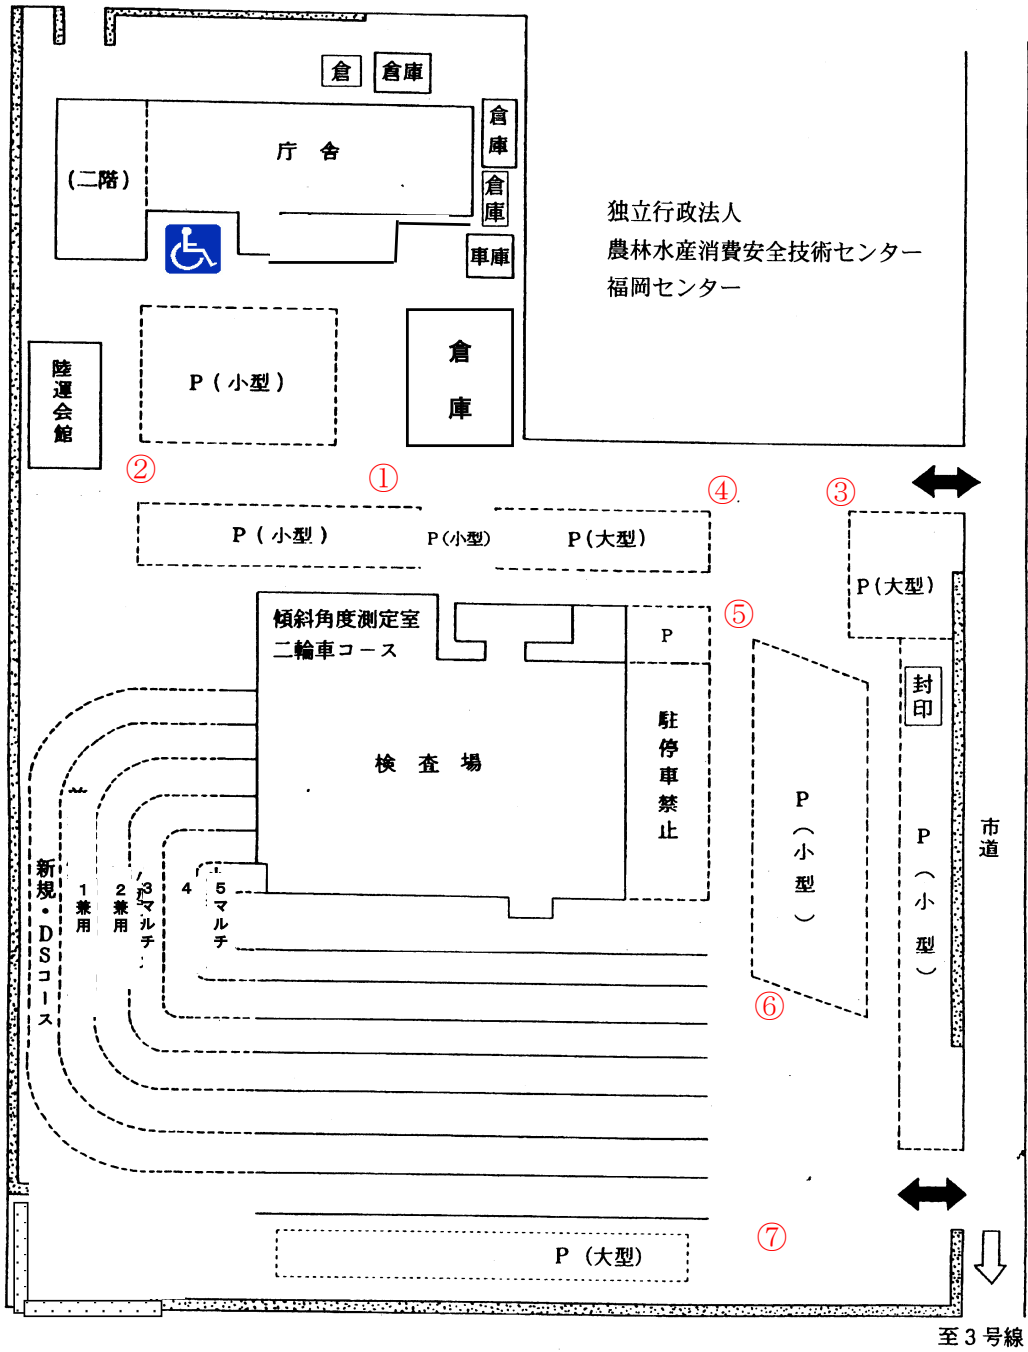 倉
倉庫
倉庫
庁舎
(二階)
倉庫
車庫
独立行政法人
農林水産消費安全技術センター
福岡センター
倉庫
P(小型)
陸運会館
②
①
④
③
P(小型)
P(小型)
P(大型)
P(大型)
⑤
傾斜角度測定室
二輪車コース
P
封印
駐停車禁止
検査場
P(小型)
P(小型)
市道
新規・DSコース
1兼用
2兼用
3マルチ
4
5マルチ
⑥
⑦
P(大型)
至3号線